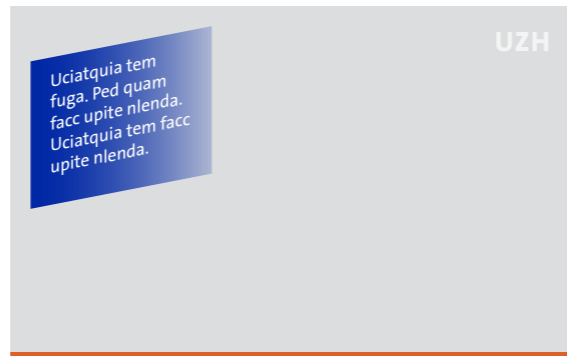 UZH
Uciatquia tem
fuga. Ped quam
facc upite nlenda.
Uciatquia tem facc
upite nlenda.